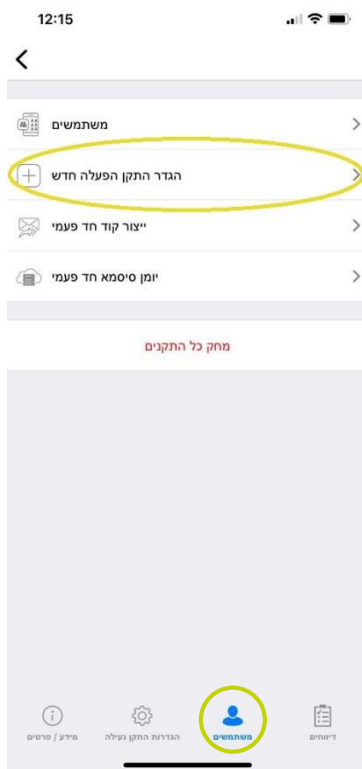 12:15
משתמשים
הגדר התקן הפעלה חדש
ייצור קוד חד פעמי
יומן סיסמא חד פעמי
מחק כל התקנים
דיווחים
משתמשים
הגדרות התקן נעילה
מידע / פרטים